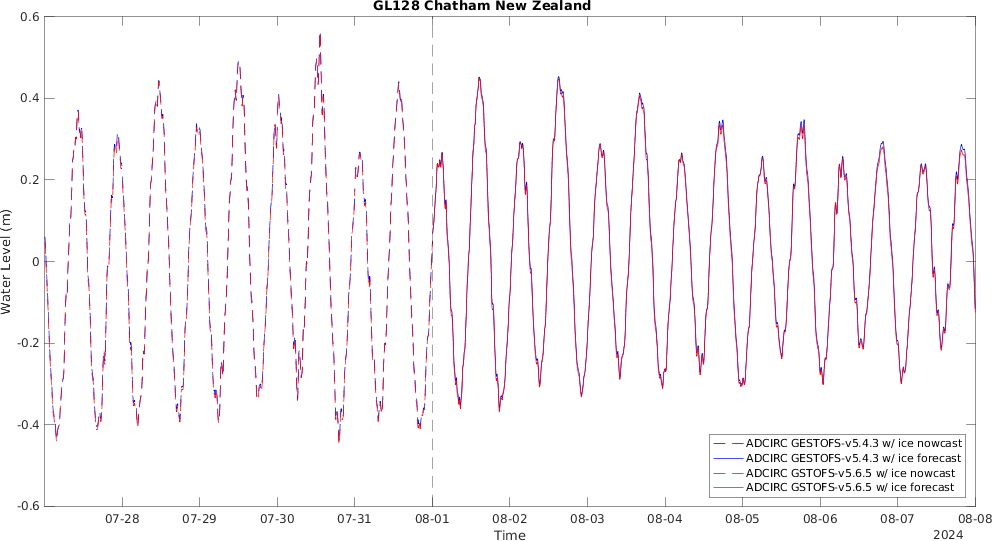 GL128 Chatham New Zealand
0.6
0.4
0.2
0
-0.2
-0.4
-0.6
Water Level (m)
07-28 07-29 07-30 07-31 08-01 08-02 08-03 08-04 08-05 08-06 08-07 08-08
Time
2024
ADCIRC GESTOFS-v5.4.3 w/ ice nowcast
ADCIRC GESTOFS-v5.4.3 w/ ice forecast
ADCIRC GSTOFS-v5.6.5 w/ ice nowcast
ADCIRC GSTOFS-v5.6.5 w/ ice forecast